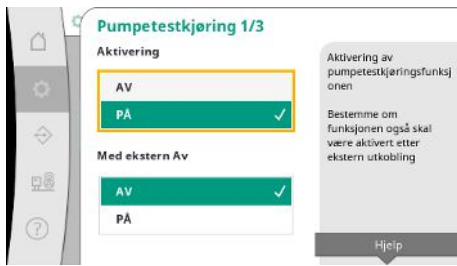 Pumpetestkjøring 1/3
Aktivering
AV
PÅ
Med ekstern Av
AV
PÅ
Aktivering av
pumpetestkjøringsfunksj
onen
Bestemme om
funksjonen også skal
være aktivert etter
ekstern utkobling
Hjelp
?